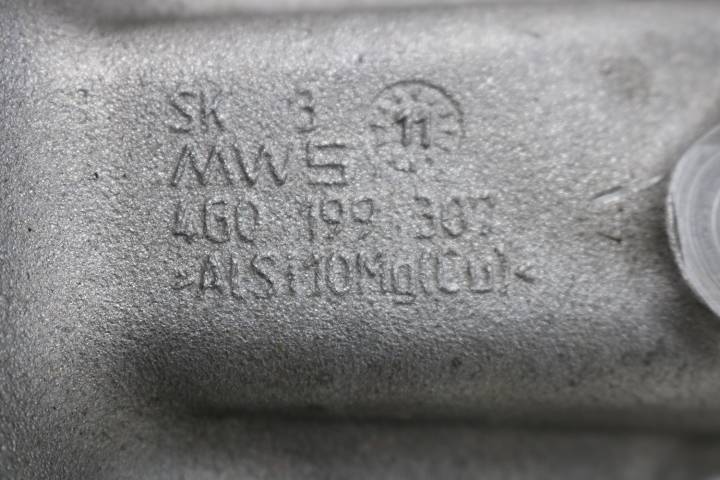 SK 3 11
MWS
4G0 199 307
>AlSi10Mg(Cu)<